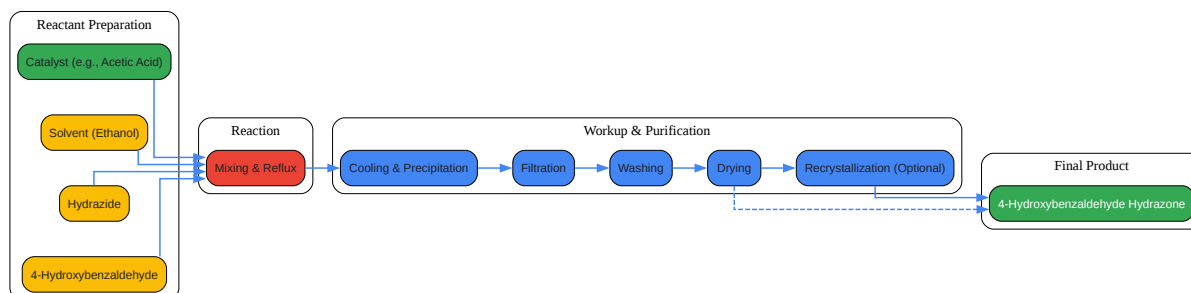 Reactant Preparation
Catalyst (e.g., Acetic Acid)
Solvent (Ethanol)
Hydrazide
4-Hydroxybenzaldehyde
Reaction
Mixing & Reflux
Workup & Purification
Cooling & Precipitation
Filtration
Washing
Drying
Recrystallization (Optional)
Final Product
4-Hydroxybenzaldehyde Hydrazone